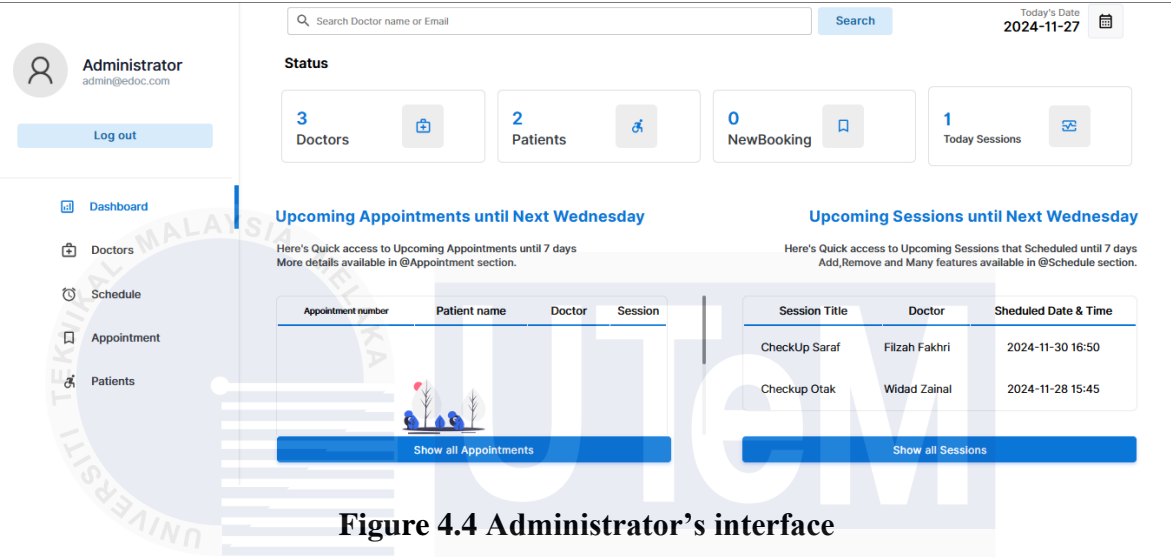 Search Doctor name or Email
Search
Today's Date
2024-11-27
Administrator
admin@edoc.com
Log out
Status
3
Doctors
2
Patients
0
NewBooking
1
Today Sessions
Dashboard
Doctors
Schedule
Appointment
Patients
Upcoming Appointments until Next Wednesday
Here's Quick access to Upcoming Appointments until 7 days
More details available in @Appointment section.
Appointment number Patient name Doctor Session
Show all Appointments
Upcoming Sessions until Next Wednesday
Here's Quick access to Upcoming Sessions that Scheduled until 7 days
Add,Remove and Many features available in @Schedule section.
Session Title Doctor Sheduled Date & Time
CheckUp Saraf Filzah Fakhri 2024-11-30 16:50
Checkup Otak Widad Zainal 2024-11-28 15:45
Show all Sessions
UNIVERSITI TEKNIKAL MALAYSIA MELAKA
UTeM
Figure 4.4 Administrator’s interface